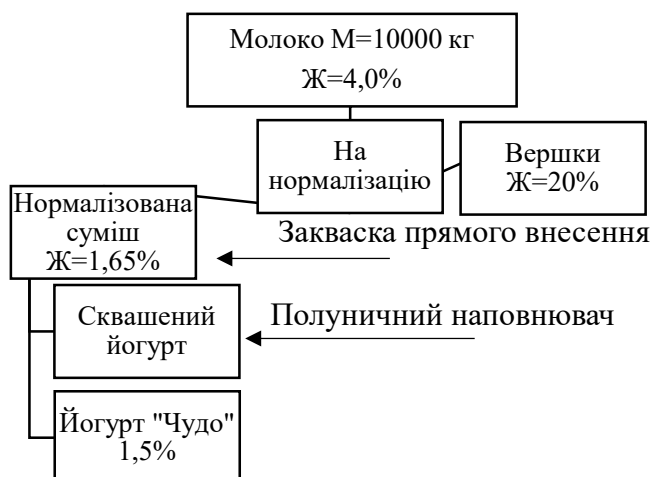 Молоко М=10000 кг
Ж=4,0%
На
нормалізацію
Вершки
Ж=20%
Нормалізована
суміш
Ж=1,65%
Закваска прямого внесення
Сквашений
йогурт
Полуничний наповнювач
Йогурт "Чудо"
1,5%